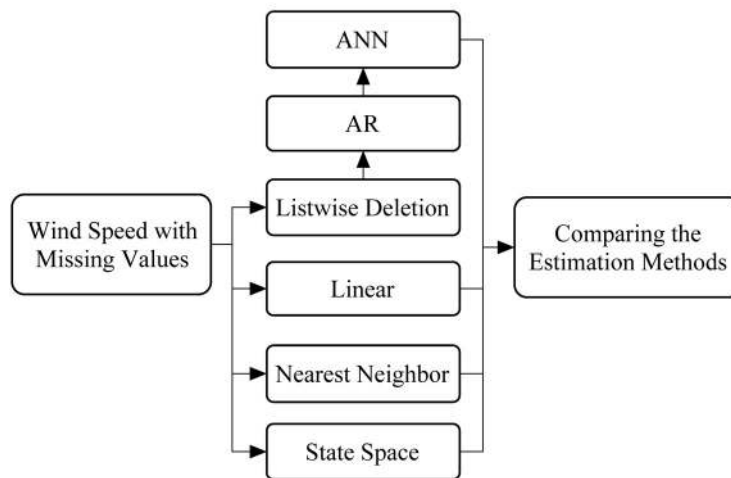 ANN
AR
Listwise Deletion
Wind Speed with
Missing Values
Linear
Nearest Neighbor
State Space
Comparing the
Estimation Methods